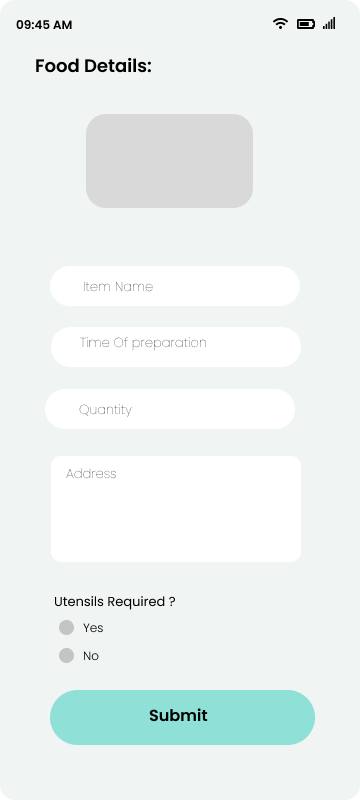 09:45 AM
Food Details:
Item Name
Time Of preparation
Quantity
Address
Utensils Required ?
Yes
No
Submit